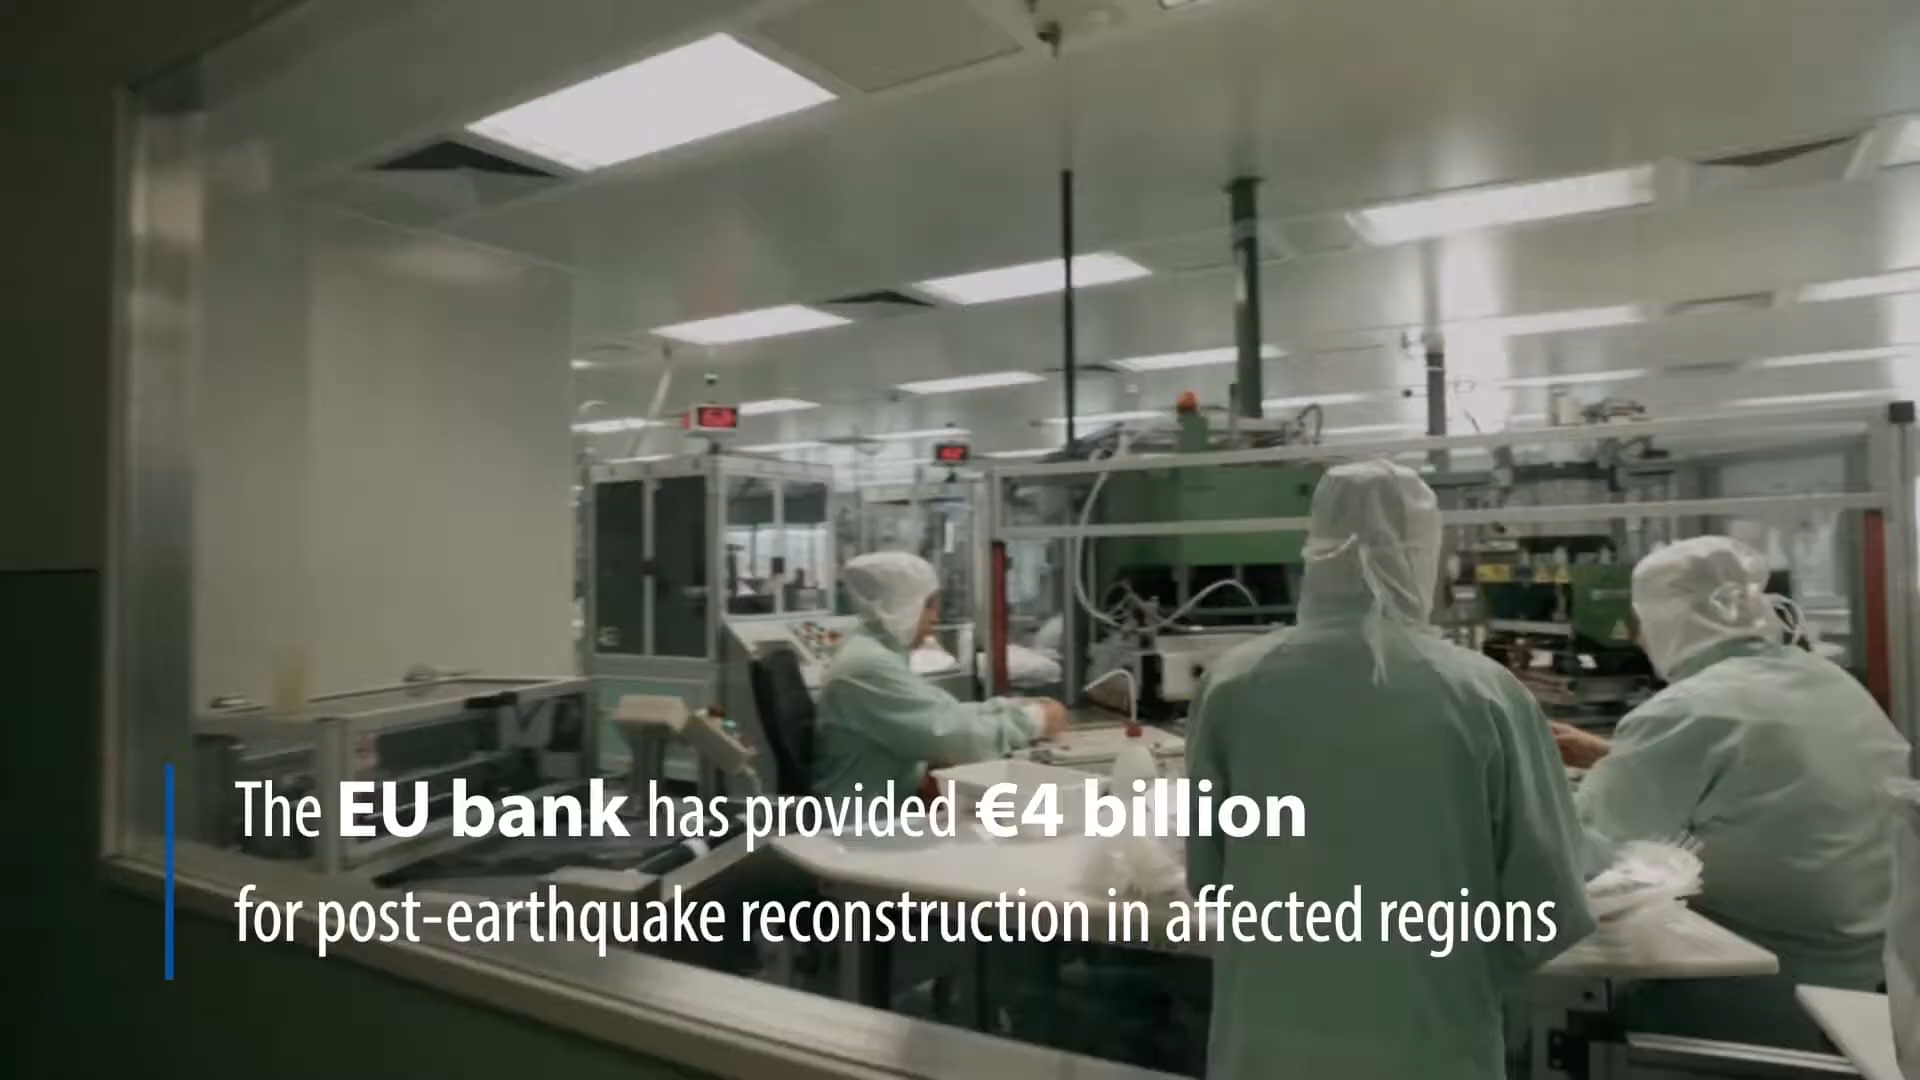 The EU bank has provided €4 billion
for post-earthquake reconstruction in affected regions